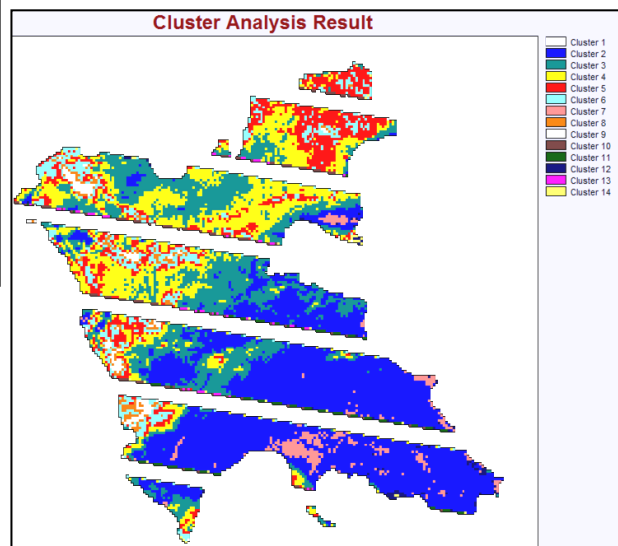 Cluster Analysis Result
Cluster 1
Cluster 2
Cluster 3
Cluster 4
Cluster 5
Cluster 6
Cluster 7
Cluster 8
Cluster 9
Cluster 10
Cluster 11
Cluster 12
Cluster 13
Cluster 14